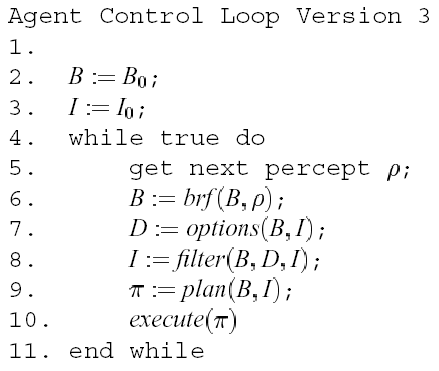 Agent Control Loop Version 3
1.
2. B := B₀;
3. I := I₀;
4. while true do
5. get next percept ρ;
6. B := brf(B, ρ);
7. D := options(B, I);
8. I := filter(B, D, I);
9. π := plan(B, I);
10. execute(π)
11. end while